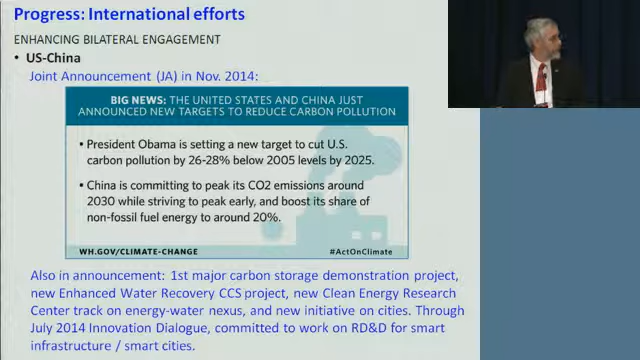 Progress: International efforts
ENHANCING BILATERAL ENGAGEMENT
• US-China
Joint Announcement (JA) in Nov. 2014:
BIG NEWS: THE UNITED STATES AND CHINA JUST
ANNOUNCED NEW TARGETS TO REDUCE CARBON POLLUTION
• President Obama is setting a new target to cut U.S.
carbon pollution by 26-28% below 2005 levels by 2025.
• China is committing to peak its CO2 emissions around
2030 while striving to peak early, and boost its share of
non-fossil fuel energy to around 20%.
WH.GOV/CLIMATE-CHANGE
#ActOnClimate
Also in announcement: 1st major carbon storage demonstration project,
new Enhanced Water Recovery CCS project, new Clean Energy Research
Center track on energy-water nexus, and new initiative on cities. Through
July 2014 Innovation Dialogue, committed to work on RD&D for smart
infrastructure / smart cities.